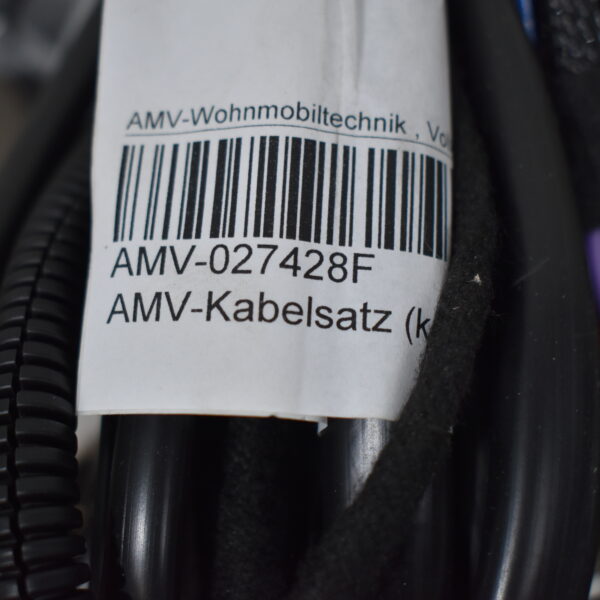 AMV-Wohnmobiltechnik ,
AMV-027428F
AMV-Kabelsatz